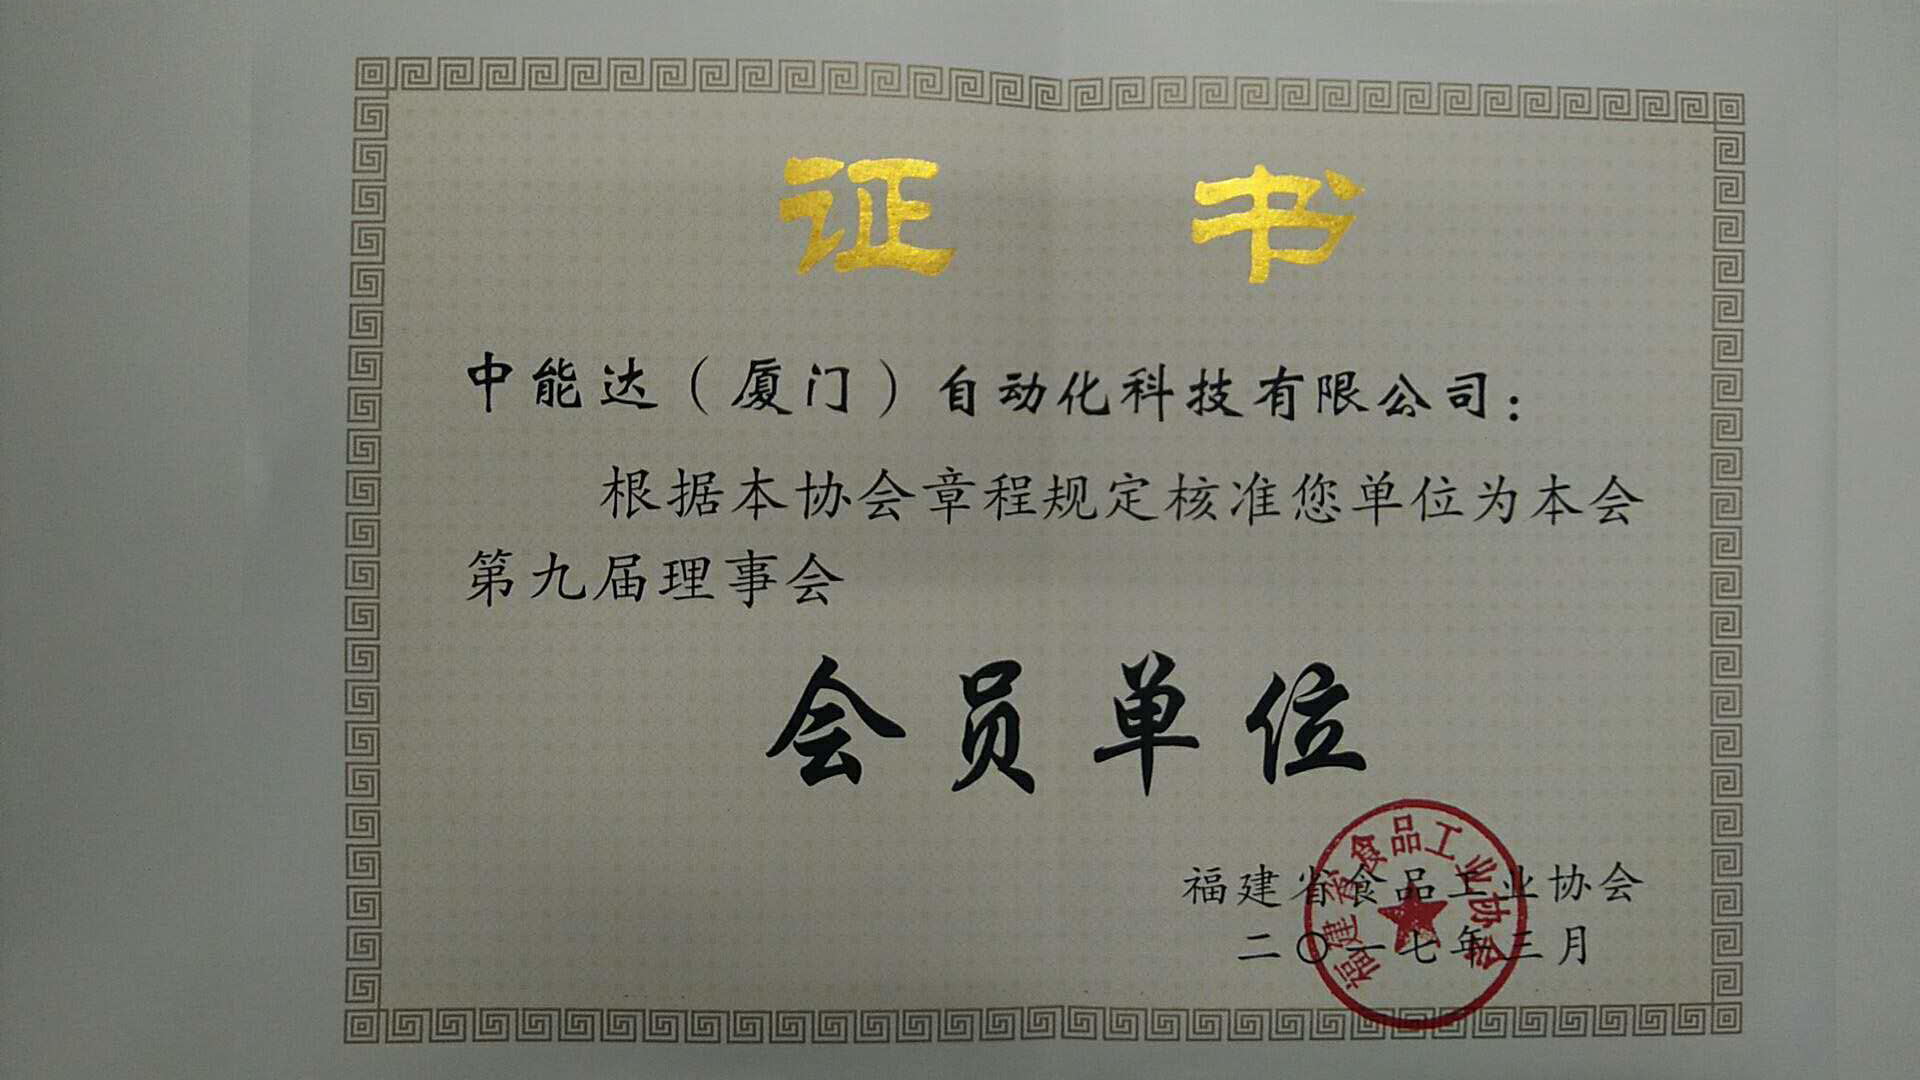 证书
中能达（厦门）自动化科技有限公司：
根据本协会章程规定核准您单位为本会
第九届理事会
会员单位
福建省食品工业协会
二〇一七年三月
福建省食品工业协会